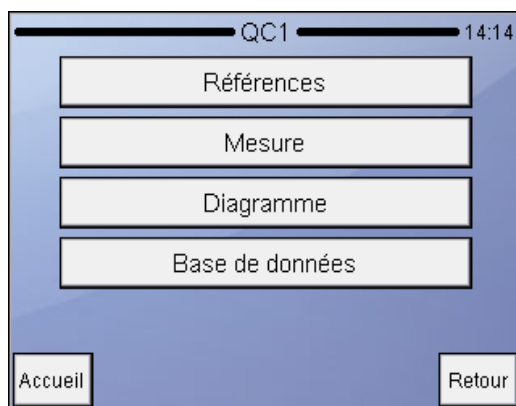 QC1 14:14
Références
Mesure
Diagramme
Base de données
Accueil Retour